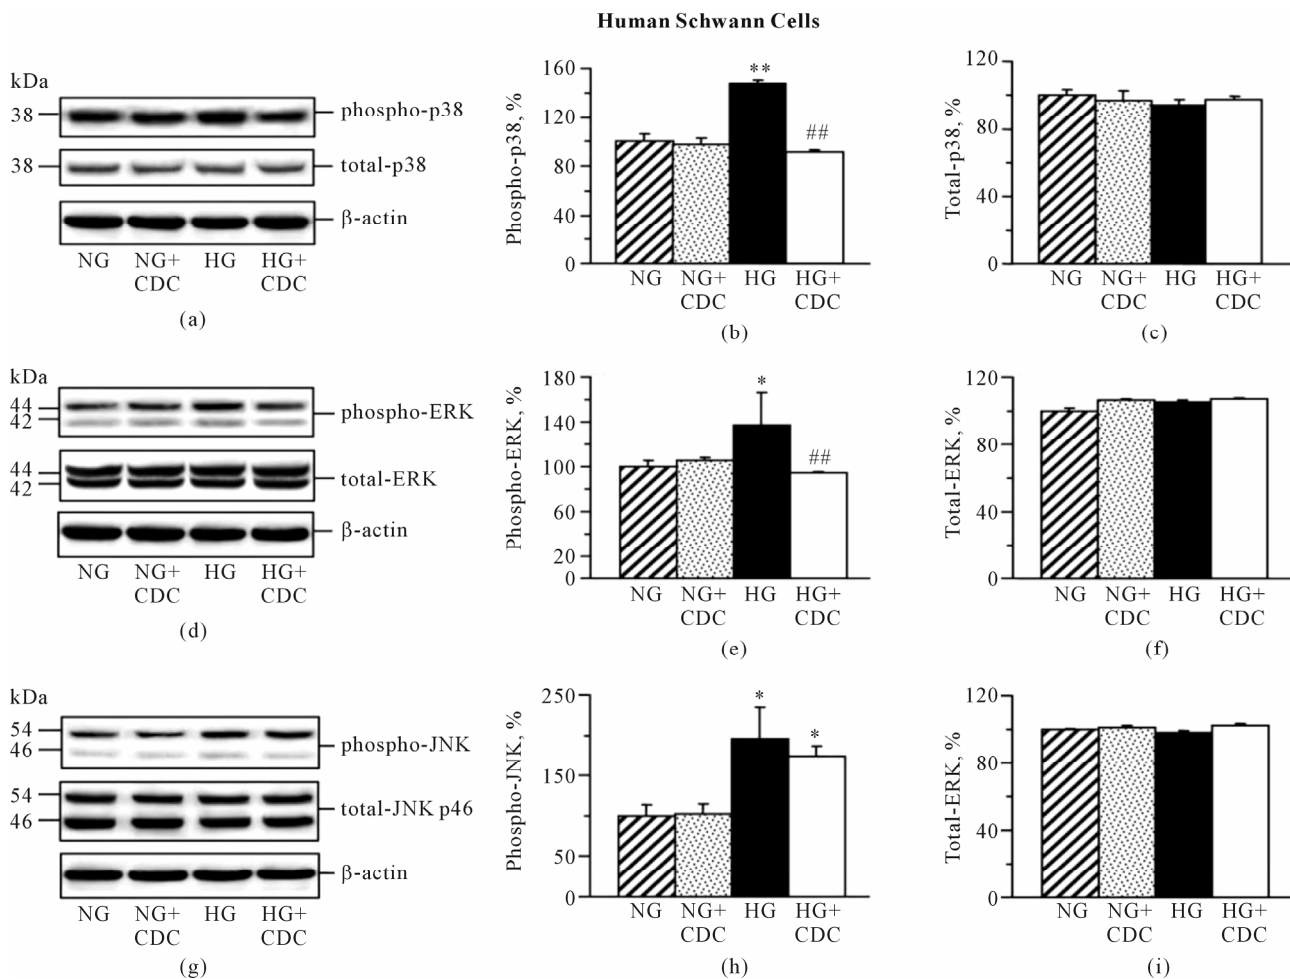 Human Schwann Cells
kDa
38
phospho-p38
38
total-p38
β-actin
NG NG+ HG HG+
CDC CDC
(a)
Phospho-p38, %
160
120
80
40
0
**
##
NG NG+ HG HG+
CDC CDC
(b)
Total-p38, %
120
80
40
0
NG NG+ HG HG+
CDC CDC
(c)
kDa
44
42
phospho-ERK
44
42
total-ERK
β-actin
NG NG+ HG HG+
CDC CDC
(d)
Phospho-ERK, %
180
140
100
60
20
0
*
##
NG NG+ HG HG+
CDC CDC
(e)
Total-ERK, %
120
80
40
0
NG NG+ HG HG+
CDC CDC
(f)
kDa
54
46
phospho-JNK
54
46
total-JNK p46
β-actin
NG NG+ HG HG+
CDC CDC
(g)
Phospho-JNK, %
250
150
50
0
*
*
NG NG+ HG HG+
CDC CDC
(h)
Total-ERK, %
120
80
40
0
NG NG+ HG HG+
CDC CDC
(i)